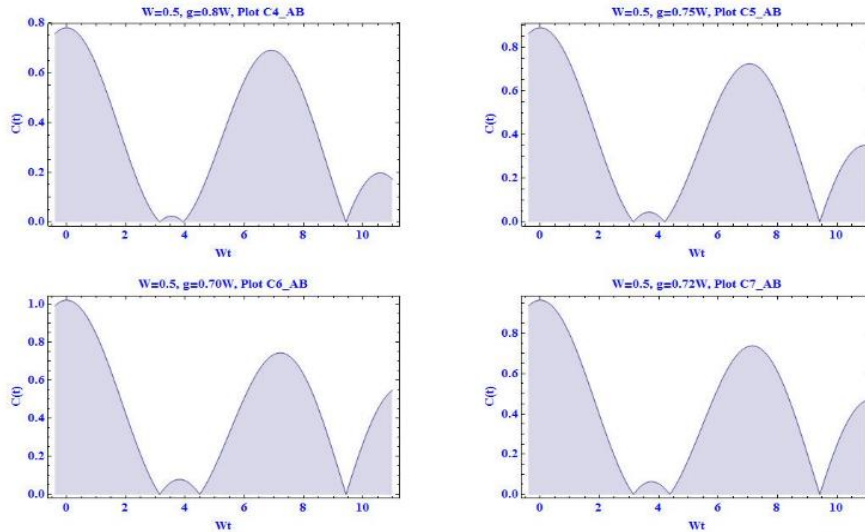 W=0.5, g=0.8W, Plot C4_AB
0.8
0.6
0.4
0.2
0.0
C(t)
0 2 4 6 8 10
Wt
W=0.5, g=0.75W, Plot C5_AB
0.8
0.6
0.4
0.2
0.0
C(t)
0 2 4 6 8 10
Wt
W=0.5, g=0.70W, Plot C6_AB
1.0
0.8
0.6
0.4
0.2
0.0
C(t)
0 2 4 6 8 10
Wt
W=0.5, g=0.72W, Plot C7_AB
0.8
0.6
0.4
0.2
0.0
C(t)
0 2 4 6 8 10
Wt